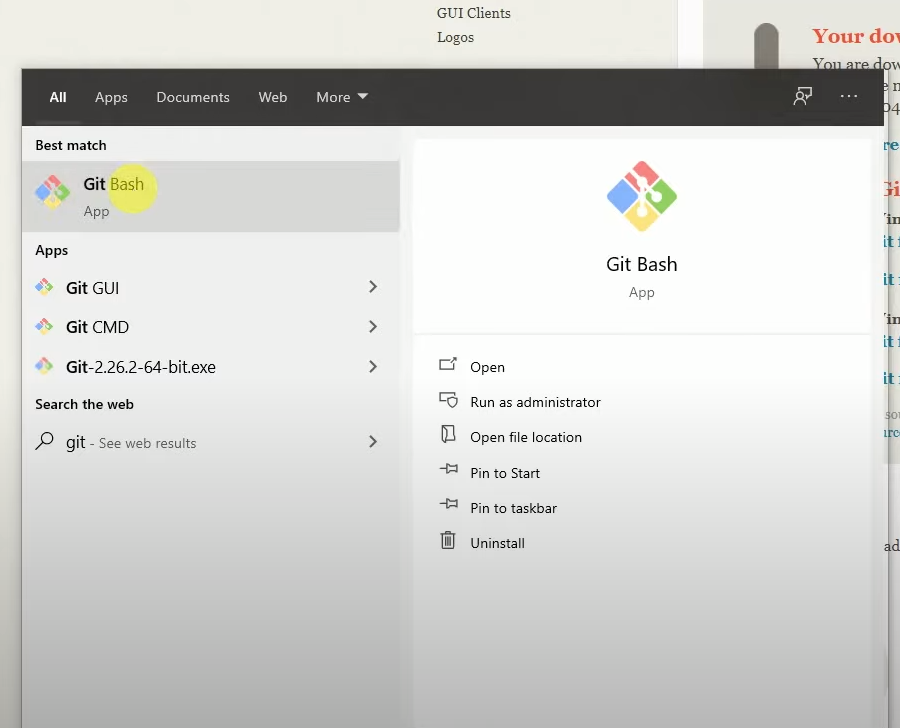 GUI Clients
Logos
Your dov
You are dov
All Apps Documents Web More
Best match
Git Bash
App
Apps
Git GUI
Git CMD
Git-2.26.2-64-bit.exe
Search the web
git - See web results
Git Bash
App
Open
Run as administrator
Open file location
Pin to Start
Pin to taskbar
Uninstall